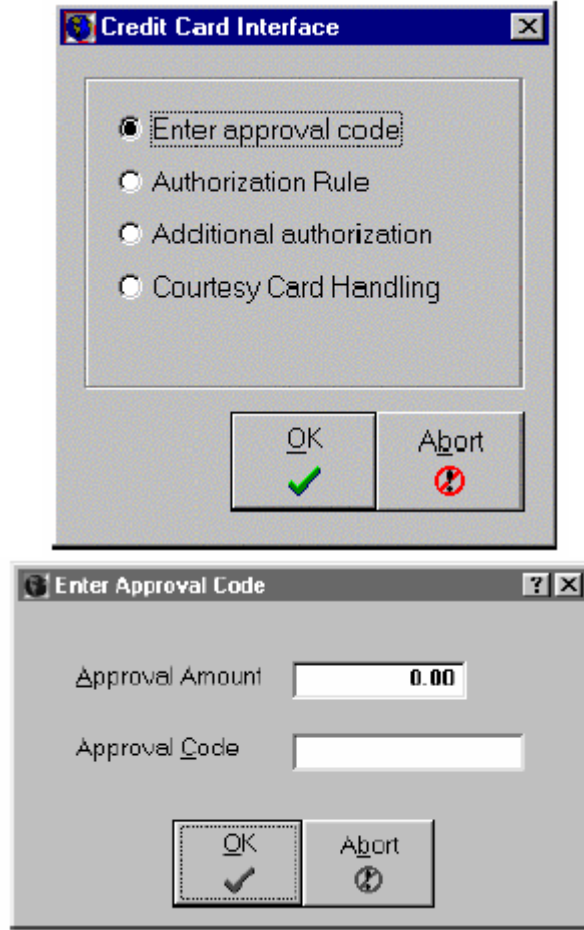 Credit Card Interface
Enter approval code
Authorization Rule
Additional authorization
Courtesy Card Handling
OK Abort
Enter Approval Code ?
Approval Amount 0.00
Approval Code
OK Abort